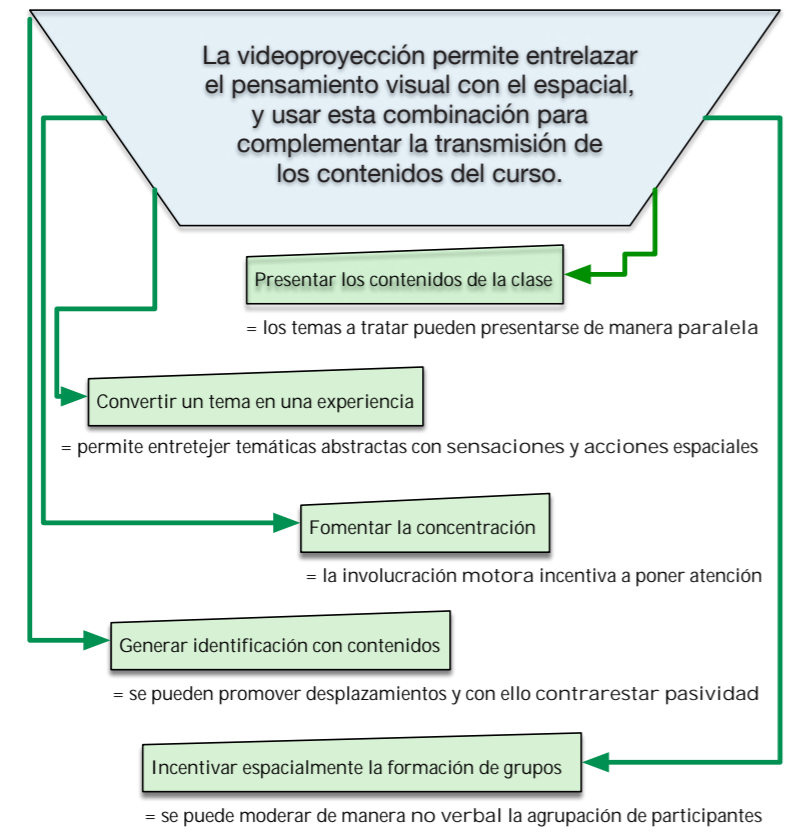 La videoproyección permite entrelazar
el pensamiento visual con el espacial,
y usar esta combinación para
complementar la transmisión de
los contenidos del curso.
Presentar los contenidos de la clase
= los temas a tratar pueden presentarse de manera paralela
Convertir un tema en una experiencia
= permite entretejer temáticas abstractas con sensaciones y acciones espaciales
Fomentar la concentración
= la involucración motora incentiva a poner atención
Generar identificación con contenidos
= se pueden promover desplazamientos y con ello contrarestar pasividad
Incentivar espacialmente la formación de grupos
= se puede moderar de manera no verbal la agrupación de participantes